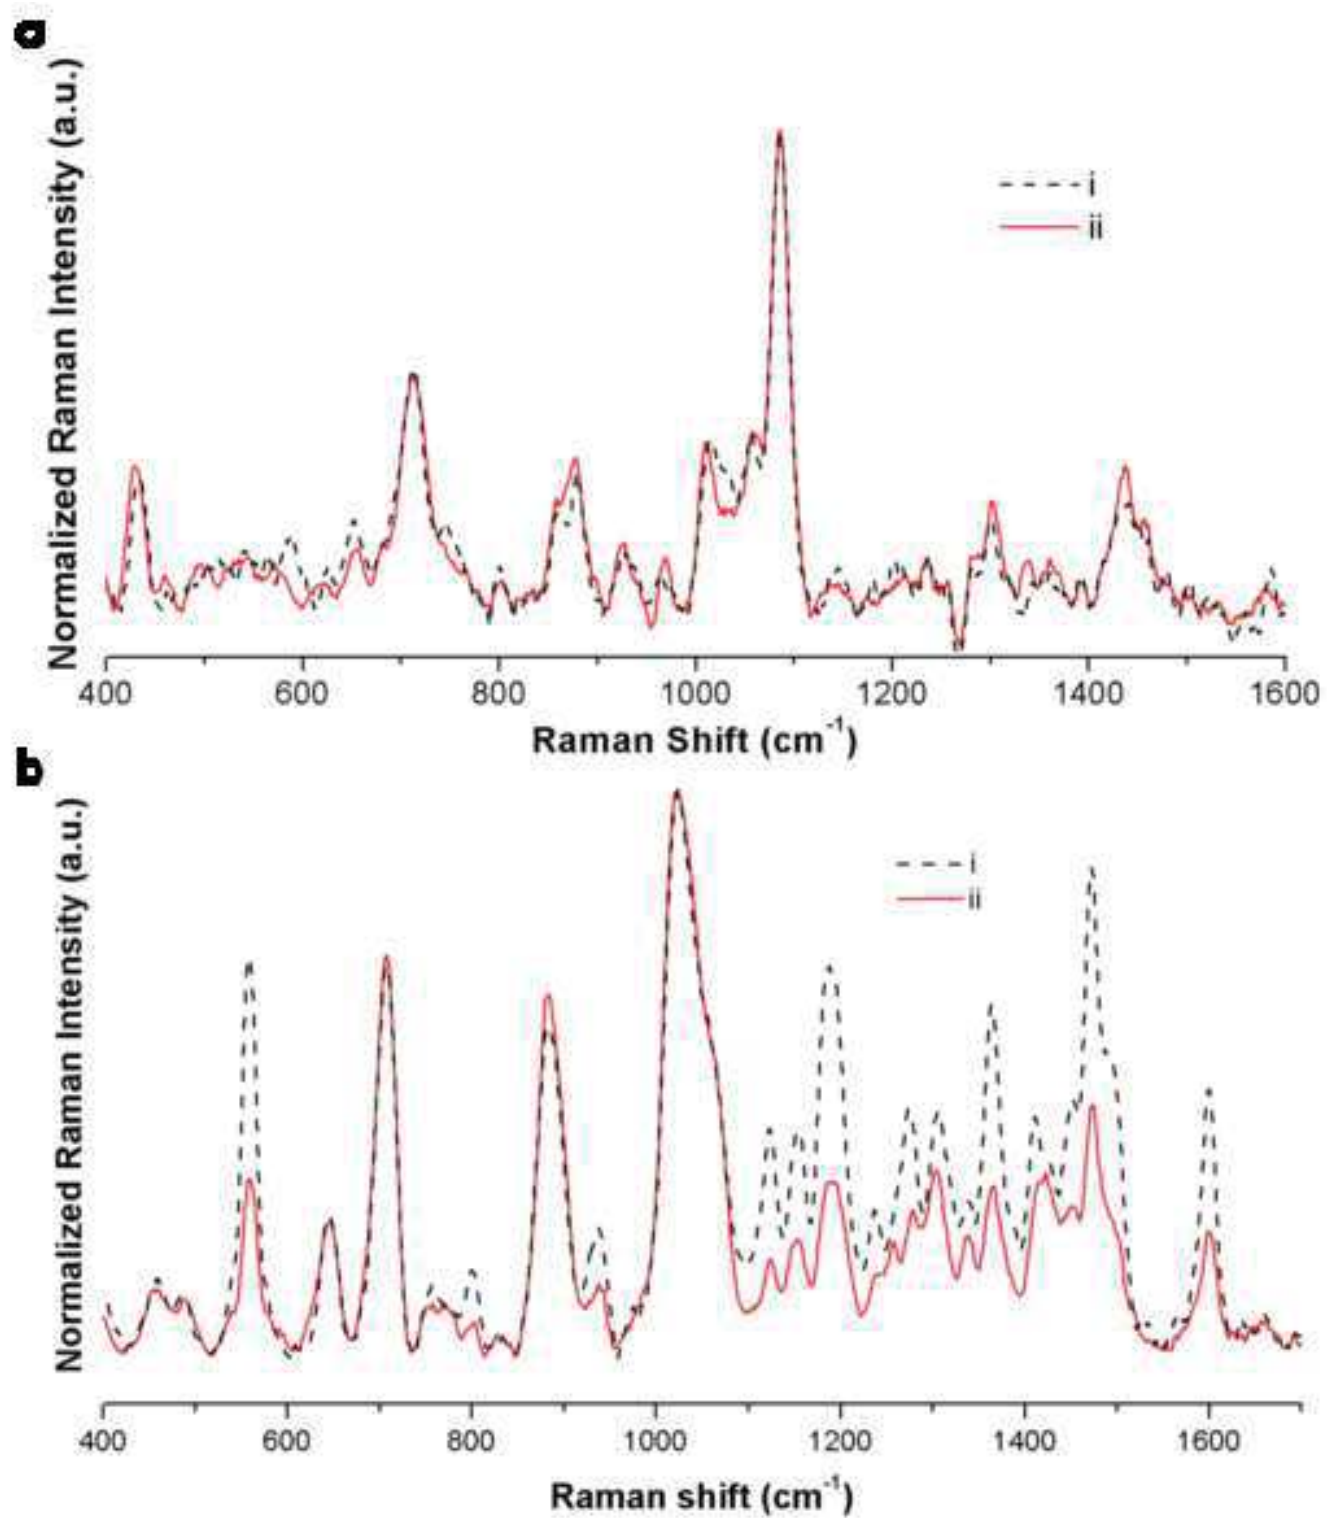 a
Normalized Raman Intensity (a.u.)
i
ii
400 600 800 1000 1200 1400 1600
Raman Shift (cm⁻¹)
b
Normalized Raman Intensity (a.u.)
i
ii
400 600 800 1000 1200 1400 1600
Raman shift (cm⁻¹)